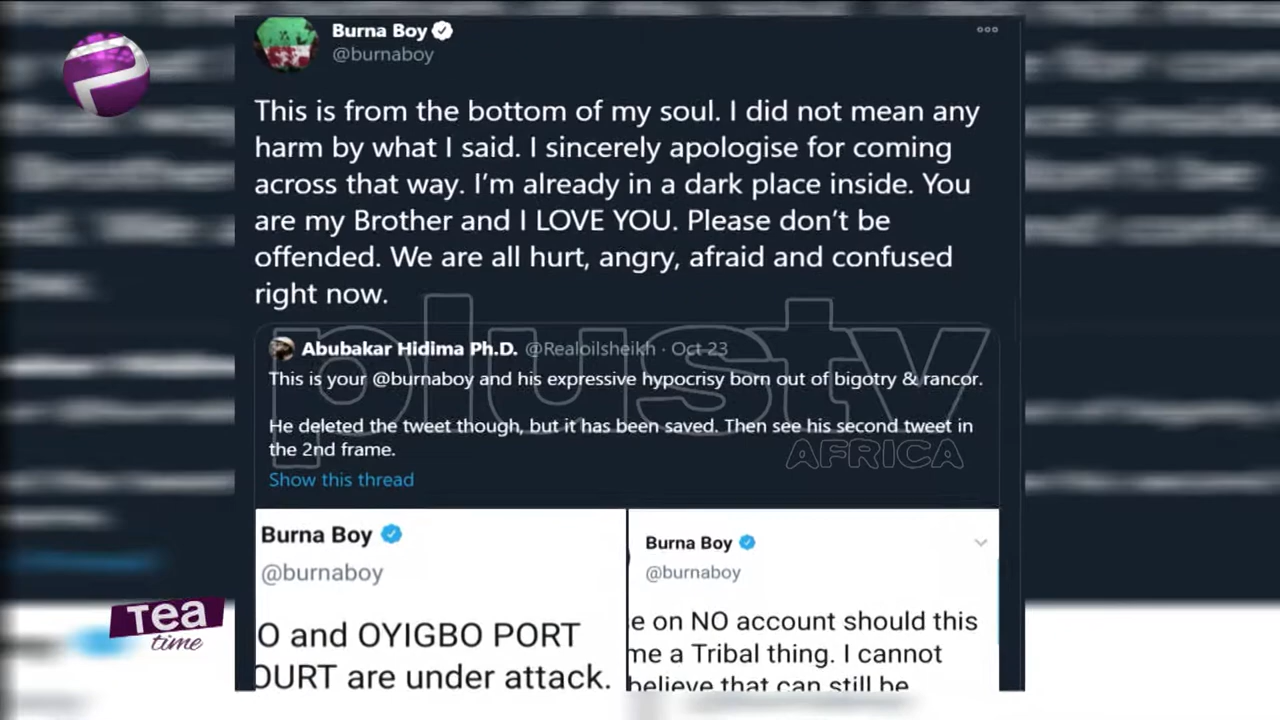 Burna Boy
@burnaboy
This is from the bottom of my soul. I did not mean any
harm by what I said. I sincerely apologise for coming
across that way. I'm already in a dark place inside. You
are my Brother and I LOVE YOU. Please don't be
offended. We are all hurt, angry, afraid and confused
right now.
Abubakar Hidima Ph.D. @Realoilsheikh · Oct 23
This is your @burnaboy and his expressive hypocrisy born out of bigotry & rancor.
He deleted the tweet though, but it has been saved. Then see his second tweet in
the 2nd frame.
Show this thread
plustv
AFRICA
Burna Boy
@burnaboy
O and OYIGBO PORT
OURT are under attack.
Burna Boy
@burnaboy
e on NO account should this
me a Tribal thing. I cannot
believe that can still be
Tea
time